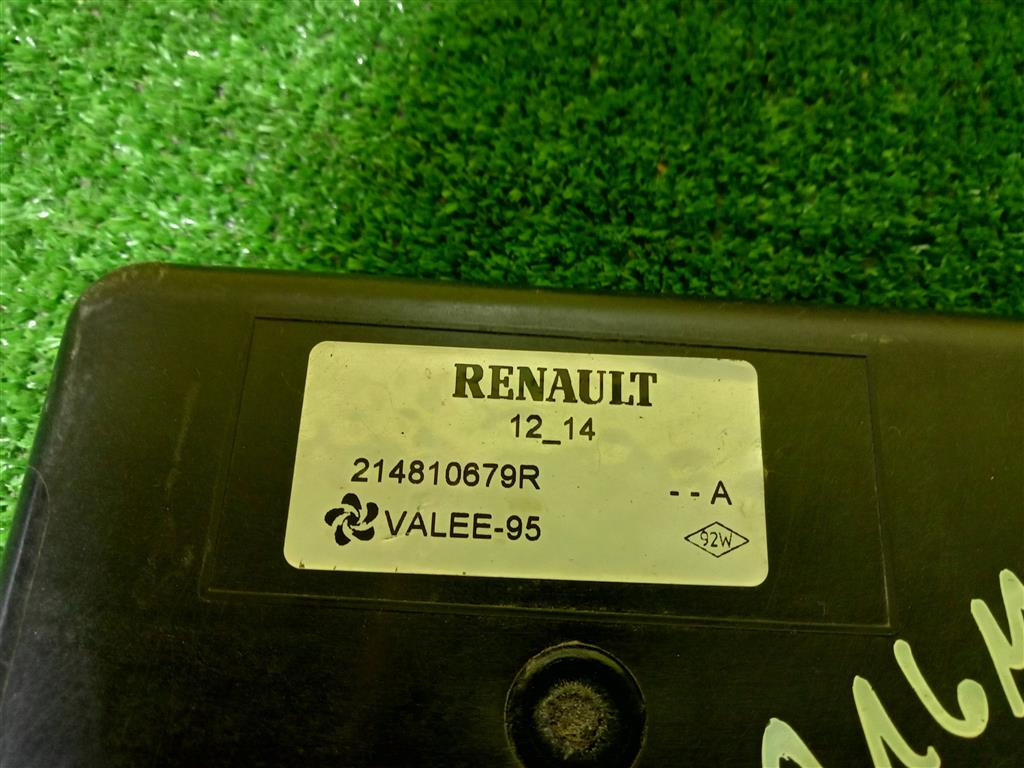 RENAULT
12_14
214810679R
--A
VALEE-95
92W